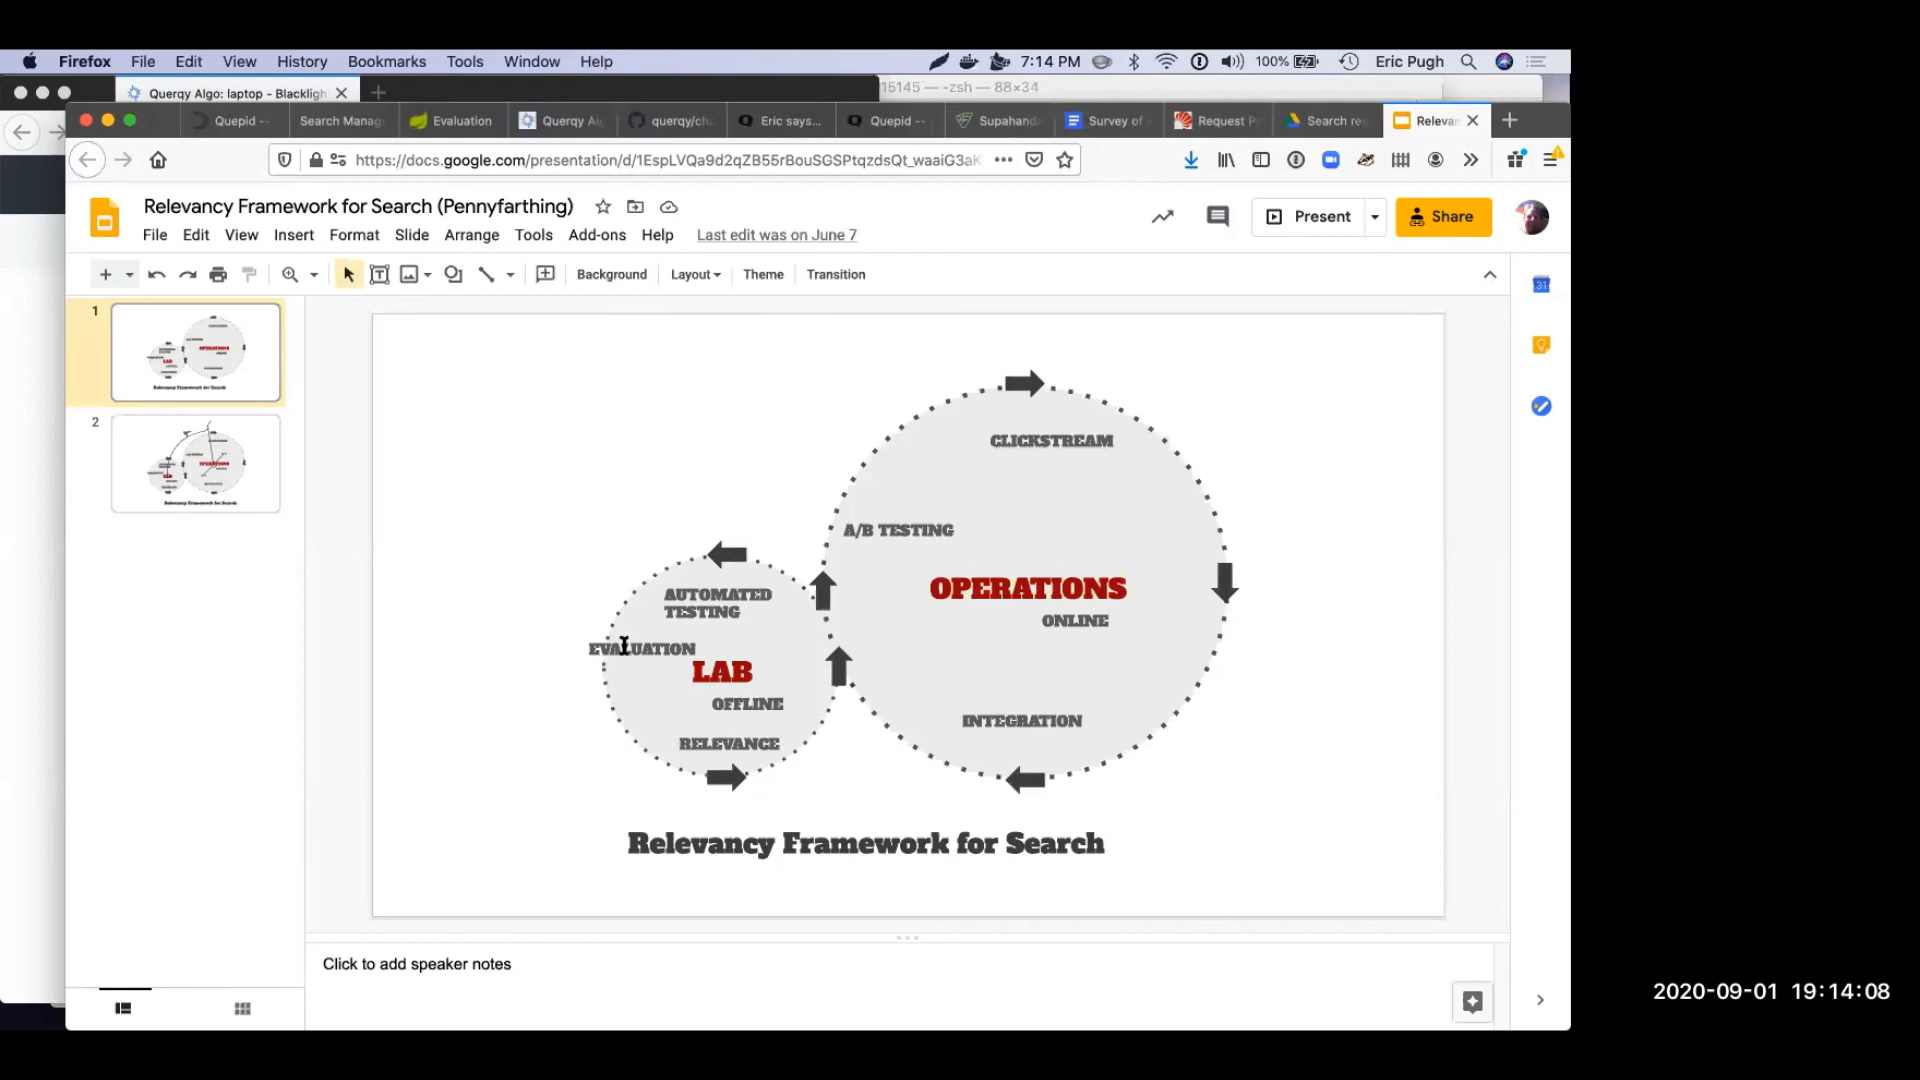 Firefox File Edit View History Bookmarks Tools Window Help 7:14 PM 100% Eric Pugh
Querqy Algo: laptop - Blackligh
15145 — -zsh — 88×34
Quepid -- Search Manag Evaluation Querqy Alg querqy/ch Eric says... Quepid -- Supahand Survey of Request P Search res Relevan
https://docs.google.com/presentation/d/1EspLVQa9d2qZB55rBouSGSPtqzdsQt_waaiG3aK
Relevancy Framework for Search (Pennyfarthing)
Present Share
File Edit View Insert Format Slide Arrange Tools Add-ons Help Last edit was on June 7
Background Layout Theme Transition
31
1
2
CLICKSTREAM
A/B TESTING
OPERATIONS
ONLINE
INTEGRATION
AUTOMATED
TESTING
EVALUATION
LAB
OFFLINE
RELEVANCE
Relevancy Framework for Search
Click to add speaker notes
2020-09-01 19:14:08